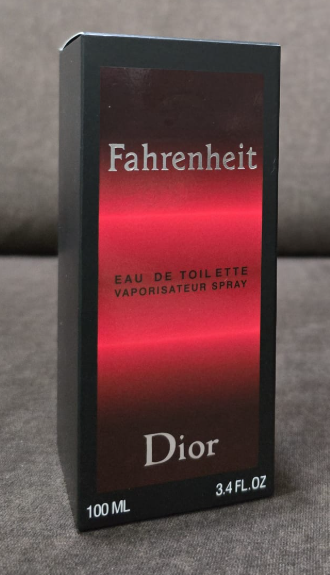 Fahrenheit
EAU DE TOILETTE
VAPORISATEUR SPRAY
Dior
100 ML 3.4 FL.OZ